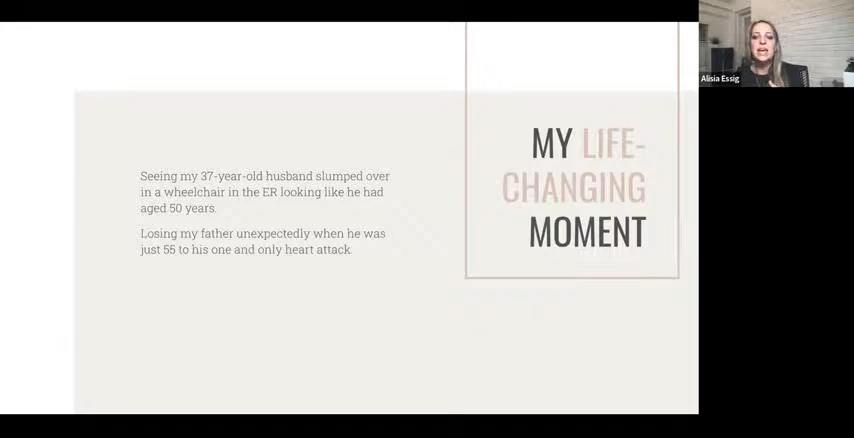 Alisia Essig
MY LIFE-
CHANGING
MOMENT
Seeing my 37-year-old husband slumped over
in a wheelchair in the ER looking like he had
aged 50 years.
Losing my father unexpectedly when he was
just 55 to his one and only heart attack.